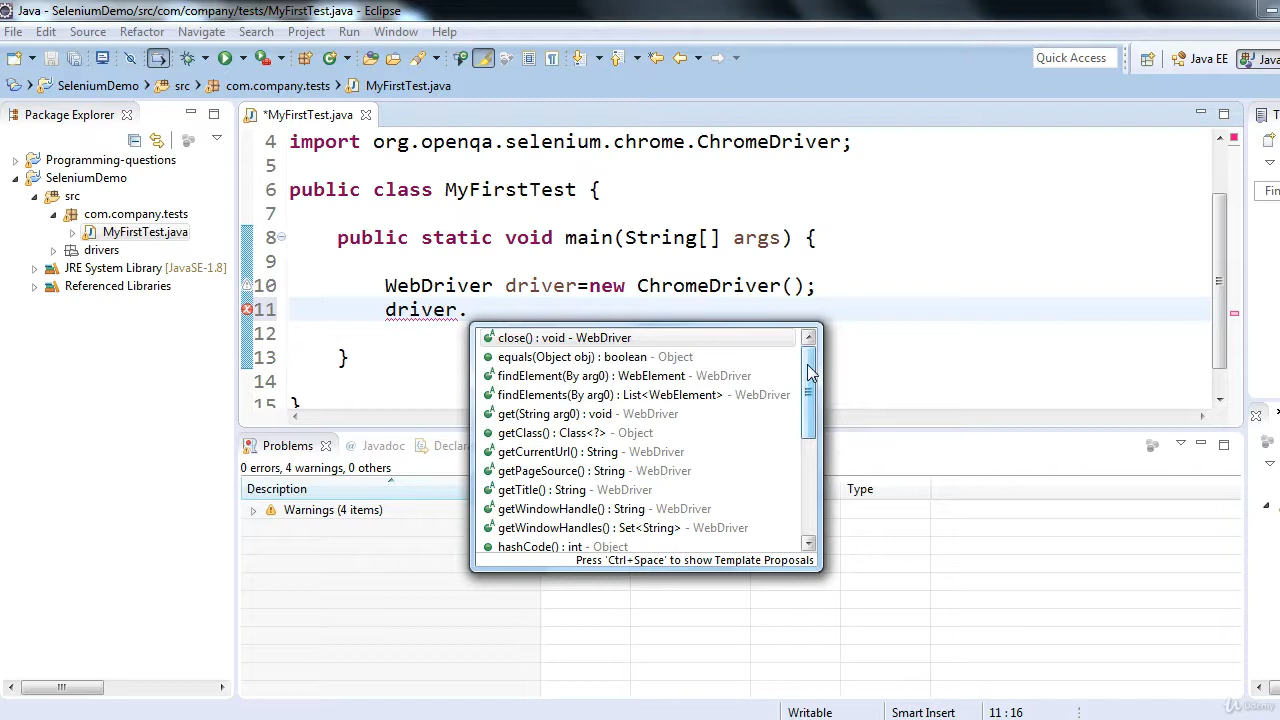 Java - SeleniumDemo/src/com/company/tests/MyFirstTest.java - Eclipse
File Edit Source Refactor Navigate Search Project Run Window Help
Quick Access
Java EE
Java
SeleniumDemo src com.company.tests MyFirstTest.java
Package Explorer
*MyFirstTest.java
Programming-questions
SeleniumDemo
src
com.company.tests
MyFirstTest.java
drivers
JRE System Library [JavaSE-1.8]
Referenced Libraries
4 import org.openqa.selenium.chrome.ChromeDriver;
5
6 public class MyFirstTest {
7
8 public static void main(String[] args) {
9
10 WebDriver driver=new ChromeDriver();
11 driver.
12
13 }
14
15 }
close() : void - WebDriver
equals(Object obj) : boolean - Object
findElement(By arg0) : WebElement - WebDriver
findElements(By arg0) : List<WebElement> - WebDriver
get(String arg0) : void - WebDriver
getClass() : Class<?> - Object
getCurrentUrl() : String - WebDriver
getPageSource() : String - WebDriver
getTitle() : String - WebDriver
getWindowHandle() : String - WebDriver
getWindowHandles() : Set<String> - WebDriver
hashCode() : int - Object
Press 'Ctrl+Space' to show Template Proposals
Problems
Javadoc
0 errors, 4 warnings, 0 others
Description
Type
Warnings (4 items)
Writable
Smart Insert
11 : 16
Udemy